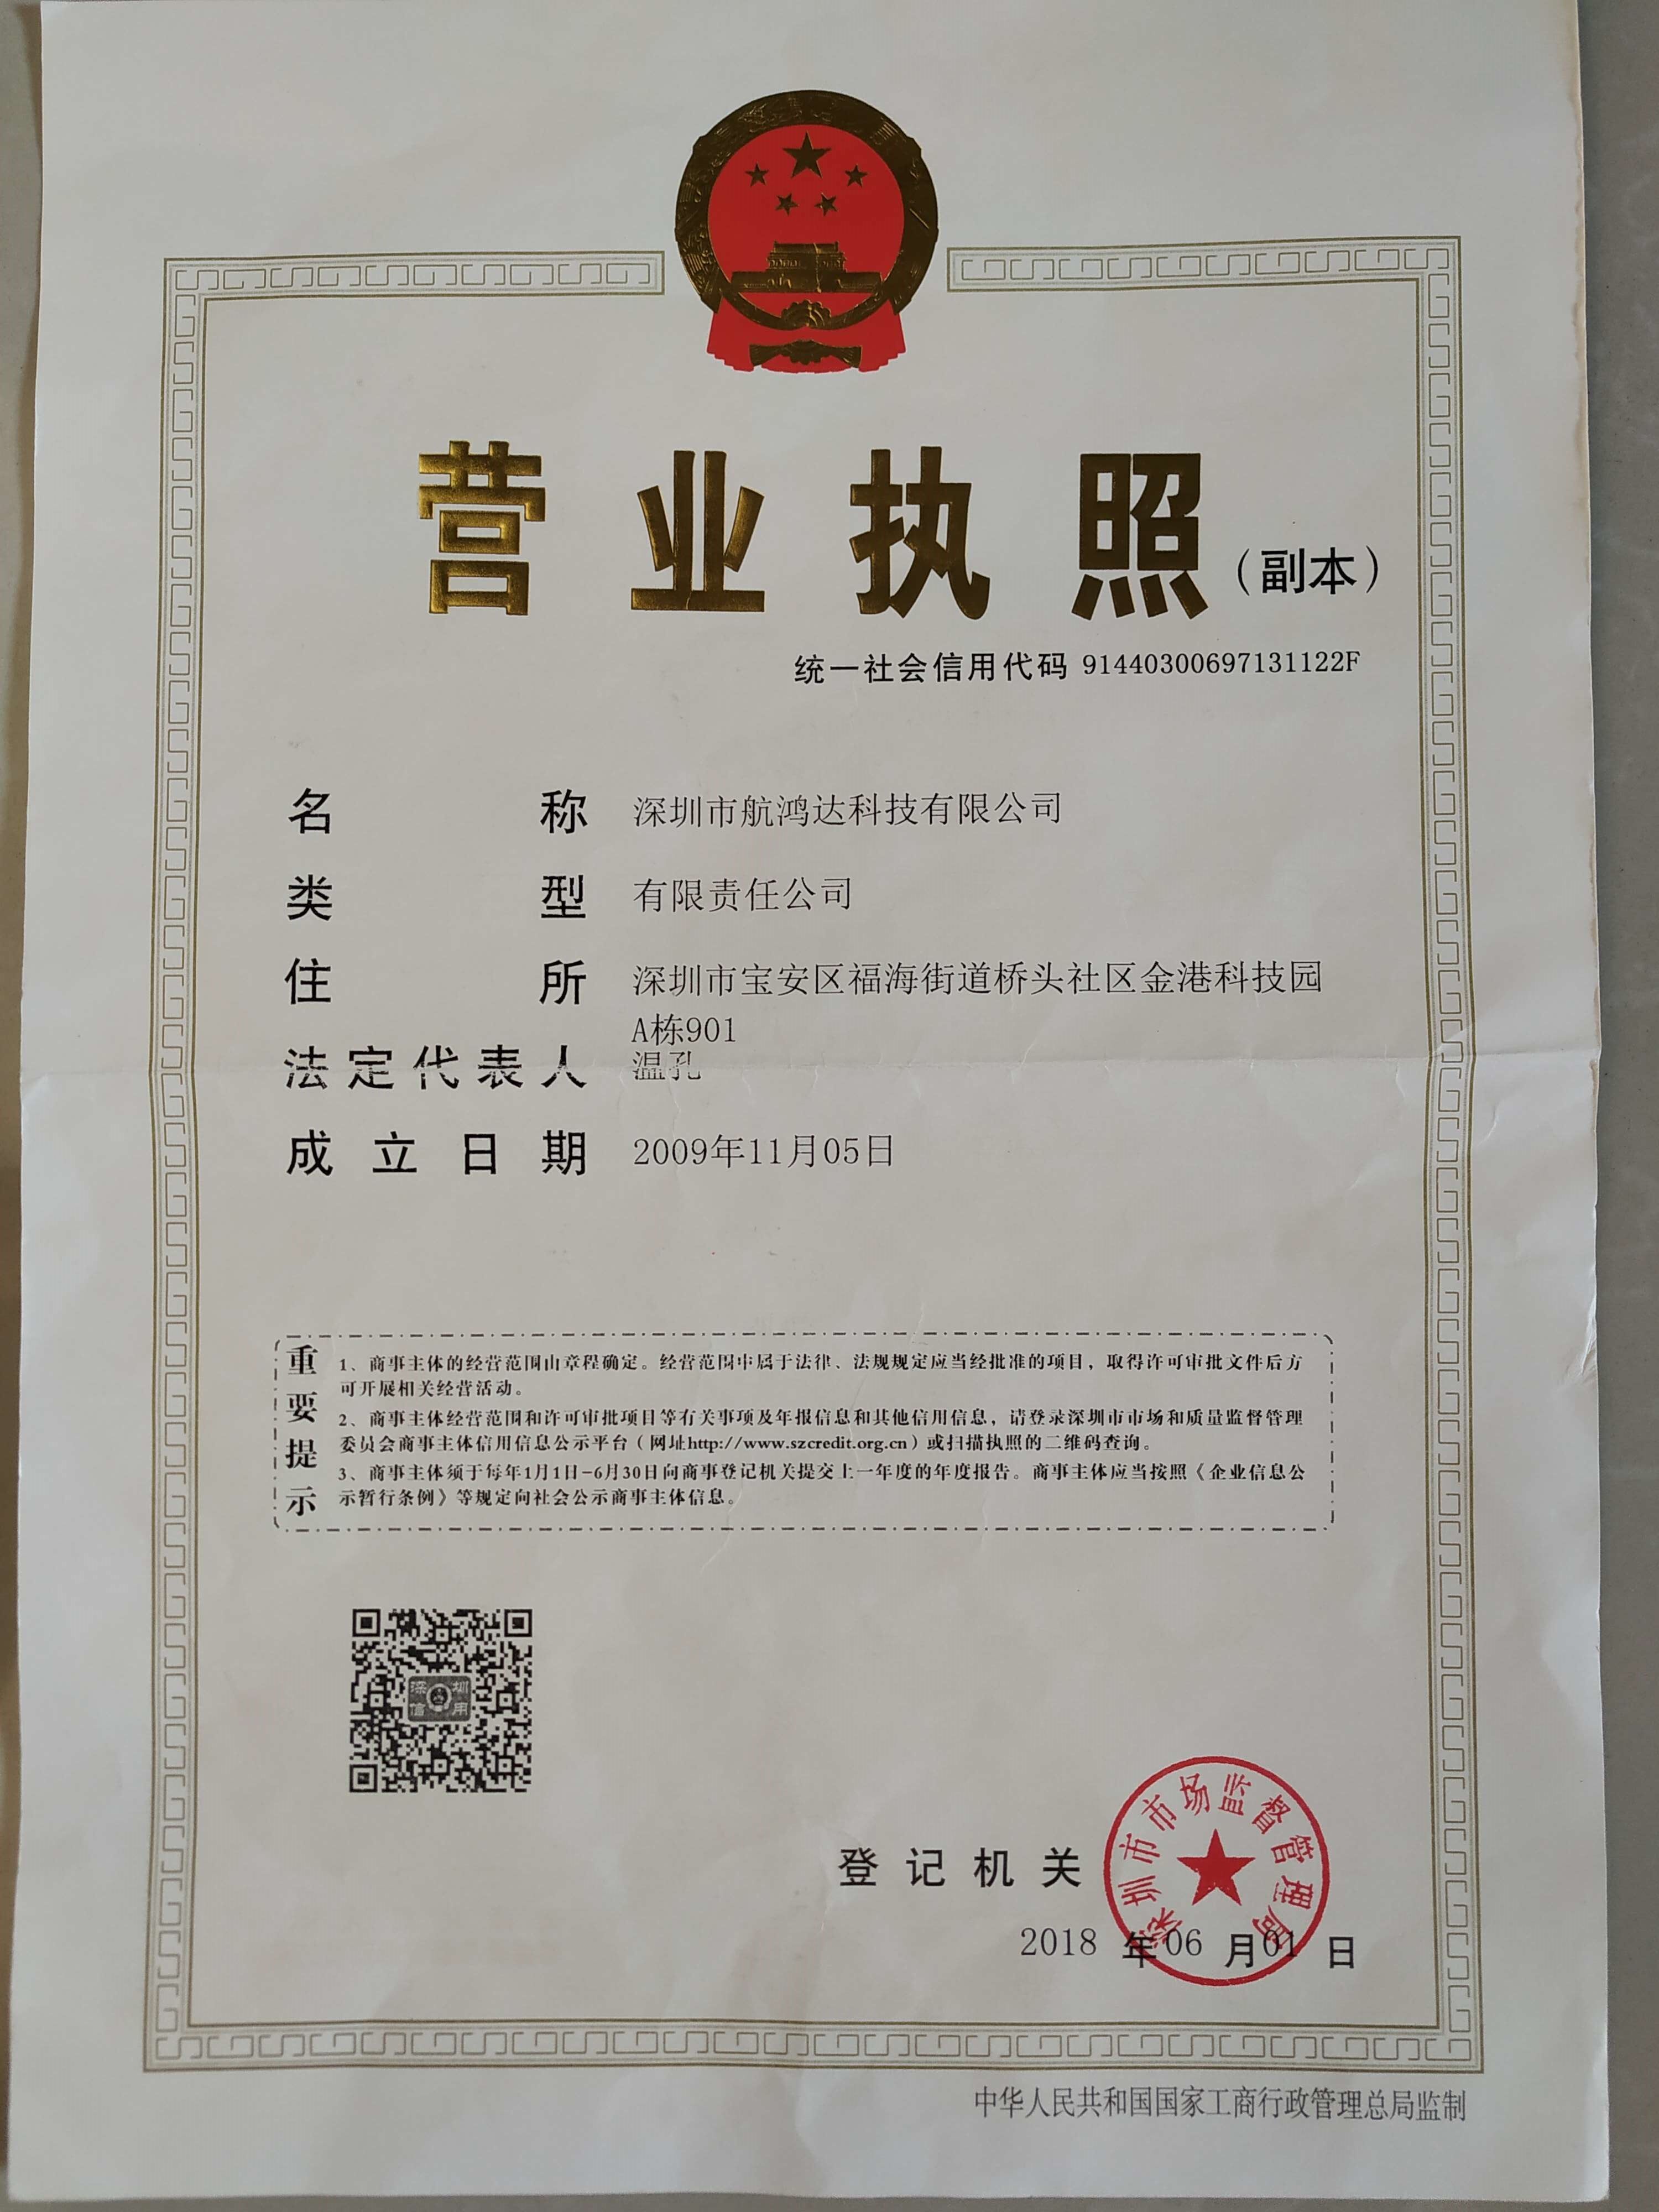 营业执照（副本）
统一社会信用代码 91440300697131122F
名称 深圳市航鸿达科技有限公司
类型 有限责任公司
住所 深圳市宝安区福海街道桥头社区金港科技园
A栋901
法定代表人 温孔
成立日期 2009年11月05日
重要提示
1、商事主体的经营范围由章程确定。经营范围中属于法律、法规规定应当经批准的项目，取得许可审批文件后方
可开展相关经营活动。
2、商事主体经营范围和许可审批项目等有关事项及年报信息和其他信用信息，请登录深圳市市场和质量监督管理
委员会商事主体信用信息公示平台（网址http://www.szcredit.org.cn）或扫描执照的二维码查询。
3、商事主体须于每年1月1日-6月30日向商事登记机关提交上一年度的年度报告。商事主体应当按照《企业信息公
示暂行条例》等规定向社会公示商事主体信息。
深圳
信用
登记机关
深圳市市场监督管理局
2018年06月01日
中华人民共和国国家工商行政管理总局监制